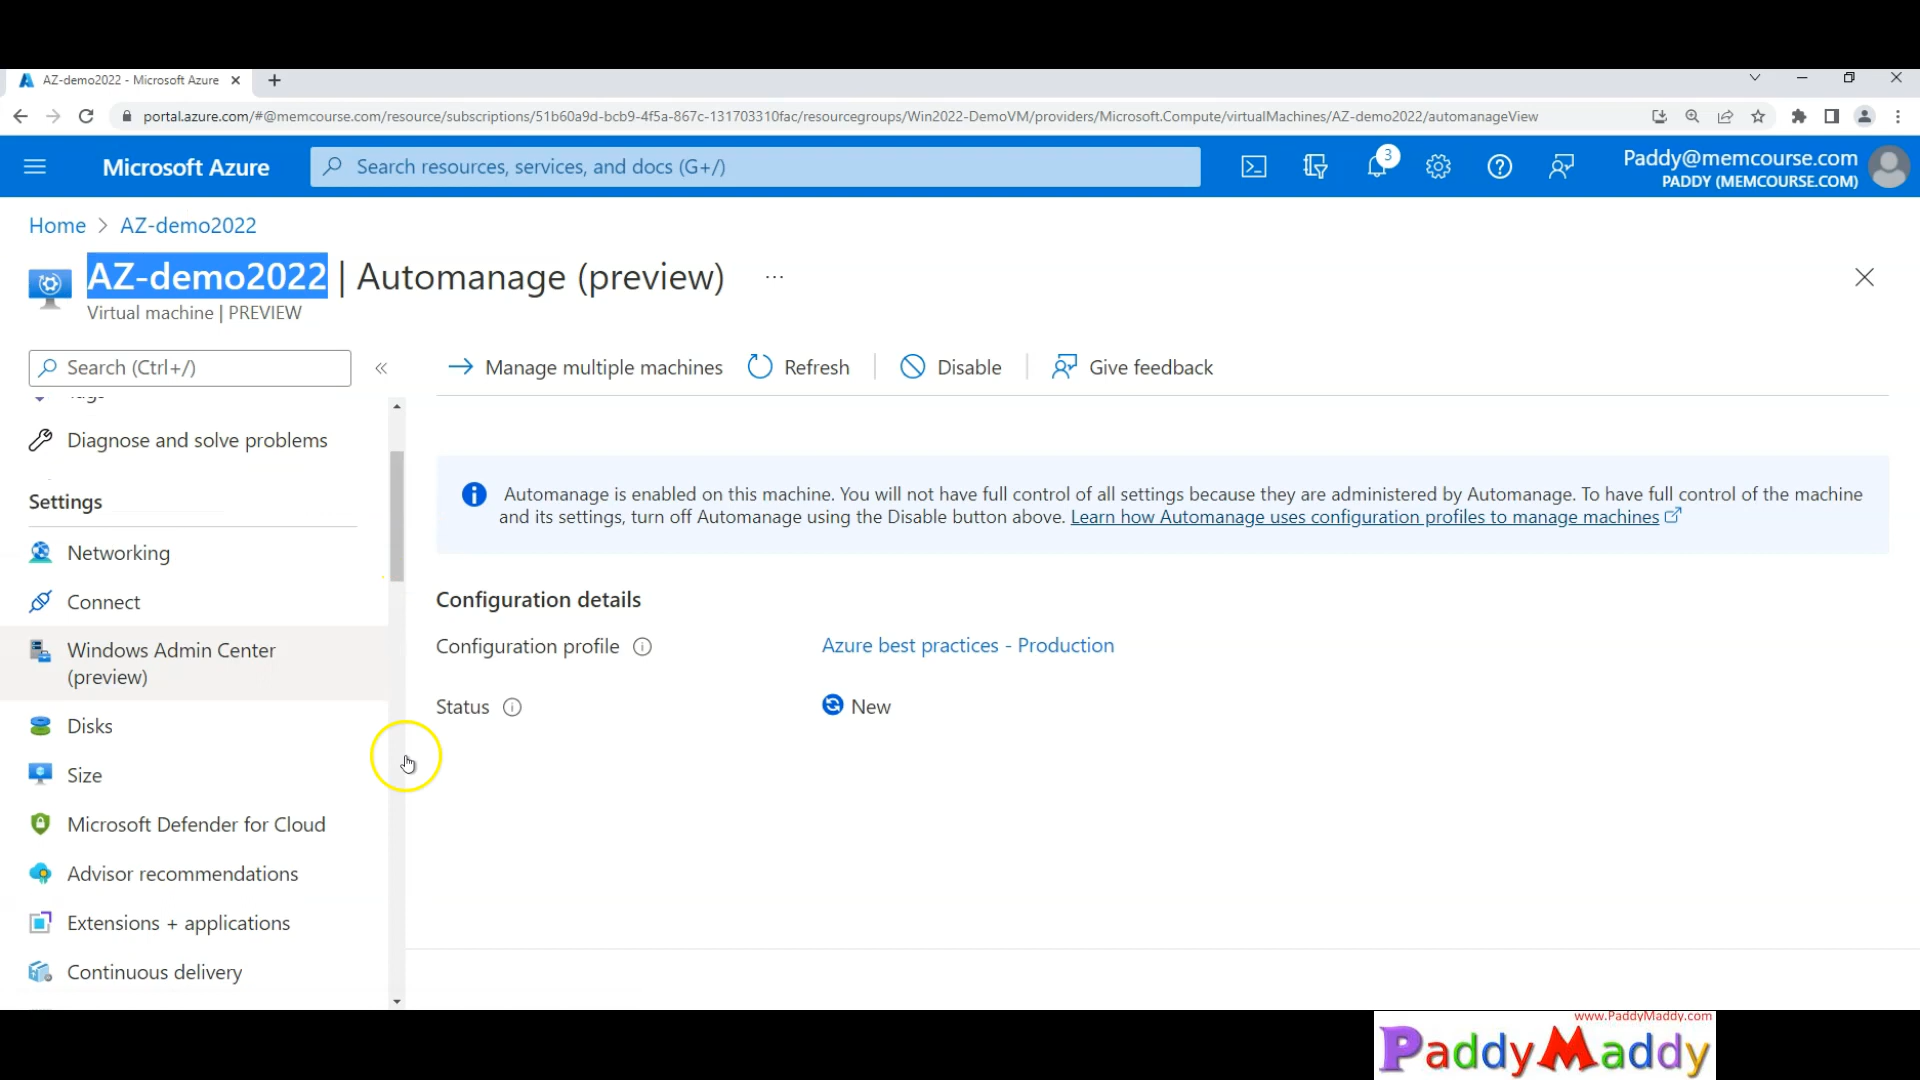 AZ-demo2022 - Microsoft Azure
portal.azure.com/#@memcourse.com/resource/subscriptions/51b60a9d-bcb9-4f5a-867c-131703310fac/resourcegroups/Win2022-DemoVM/providers/Microsoft.Compute/virtualMachines/AZ-demo2022/automanageView
Microsoft Azure
Search resources, services, and docs (G+/)
3
Paddy@memcourse.com
PADDY (MEMCOURSE.COM)
Home > AZ-demo2022
AZ-demo2022 | Automanage (preview) ...
Virtual machine | PREVIEW
Search (Ctrl+/)
Manage multiple machines
Refresh
Disable
Give feedback
Tags
Diagnose and solve problems
Settings
Networking
Connect
Windows Admin Center
(preview)
Disks
Size
Microsoft Defender for Cloud
Advisor recommendations
Extensions + applications
Continuous delivery
Automanage is enabled on this machine. You will not have full control of all settings because they are administered by Automanage. To have full control of the machine
and its settings, turn off Automanage using the Disable button above. Learn how Automanage uses configuration profiles to manage machines
Configuration details
Configuration profile
Azure best practices - Production
Status
New
www.PaddyMaddy.com
PaddyMaddy